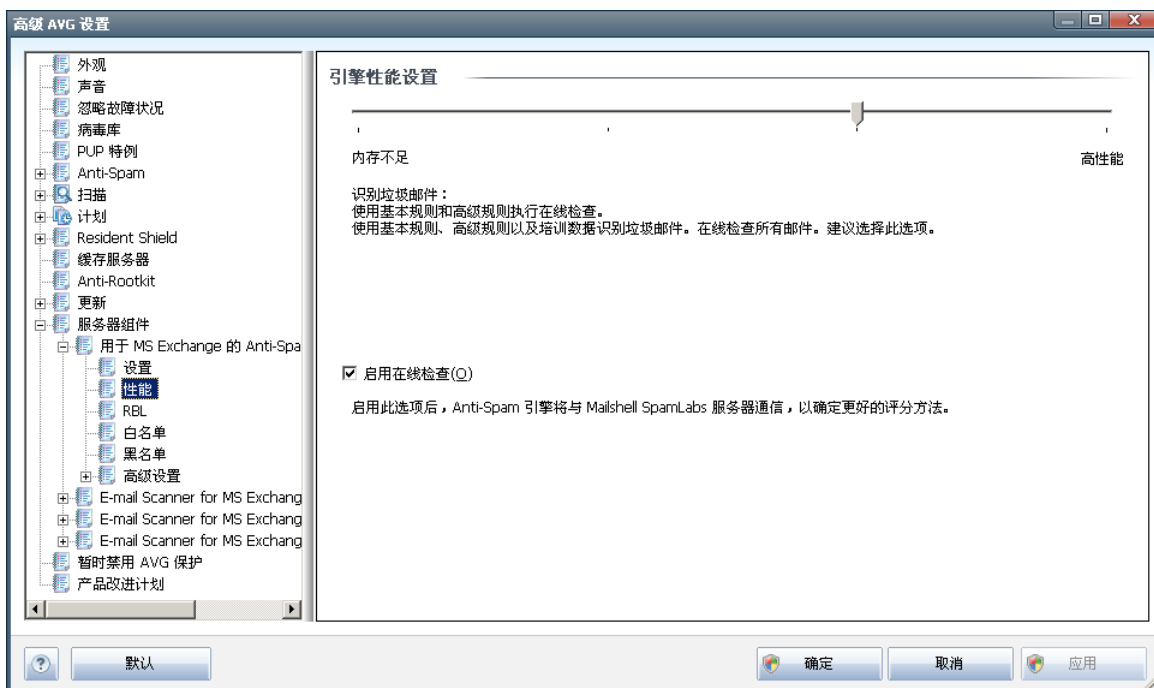 高级 AVG 设置
外观
声音
忽略故障状况
病毒库
PUP 特例
Anti-Spam
扫描
计划
Resident Shield
缓存服务器
Anti-Rootkit
更新
服务器组件
用于 MS Exchange 的 Anti-Spa
设置
性能
RBL
白名单
黑名单
高级设置
E-mail Scanner for MS Exchang
E-mail Scanner for MS Exchang
E-mail Scanner for MS Exchang
暂时禁用 AVG 保护
产品改进计划
引擎性能设置
内存不足
高性能
识别垃圾邮件：
使用基本规则和高级规则执行在线检查。
使用基本规则、高级规则以及培训数据识别垃圾邮件。在线检查所有邮件。建议选择此选项。
启用在线检查(O)
启用此选项后，Anti-Spam 引擎将与 Mailshell SpamLabs 服务器通信，以确定更好的评分方法。
?
默认
确定
取消
应用